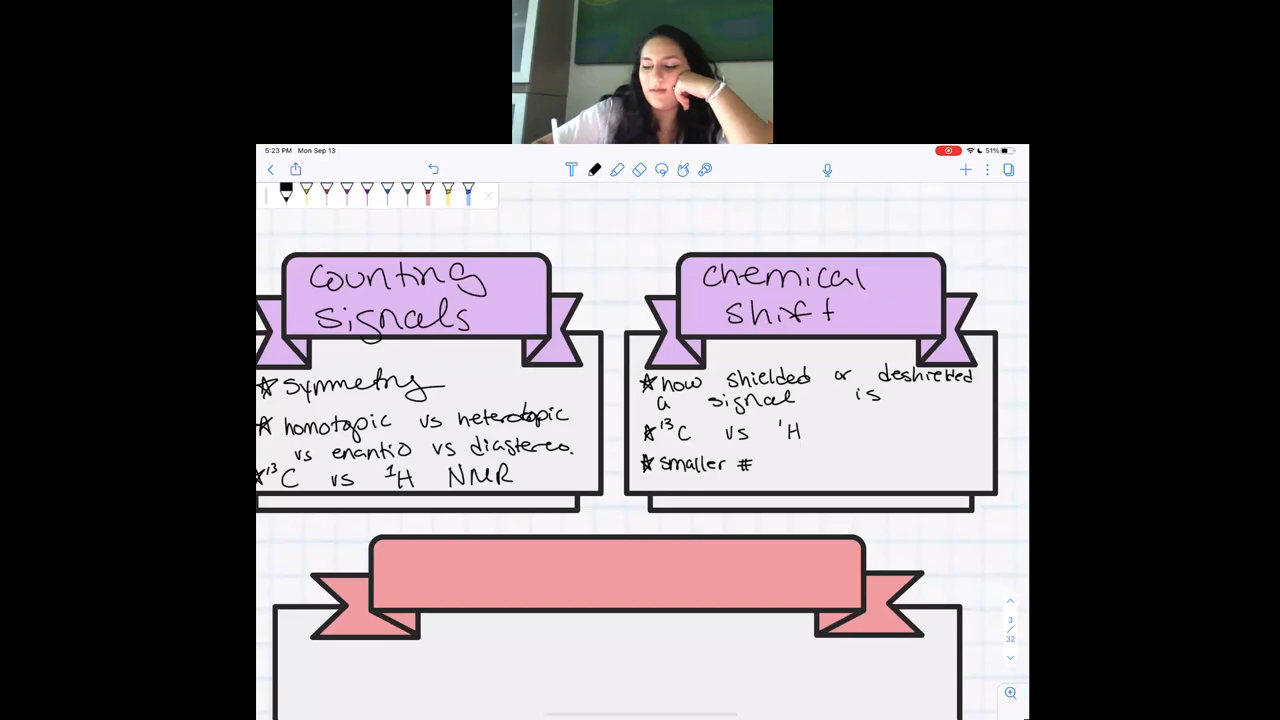 5:23 PM Mon Sep 13
51%
T
counting
signals
☆ symmetry
☆ homotopic vs heterotopic
vs enantio vs diastereo.
☆ ¹³C vs ¹H NMR
chemical
shift
☆ how shielded or deshielded
a signal is
☆ ¹³C vs ¹H
☆ smaller #
3
/
32